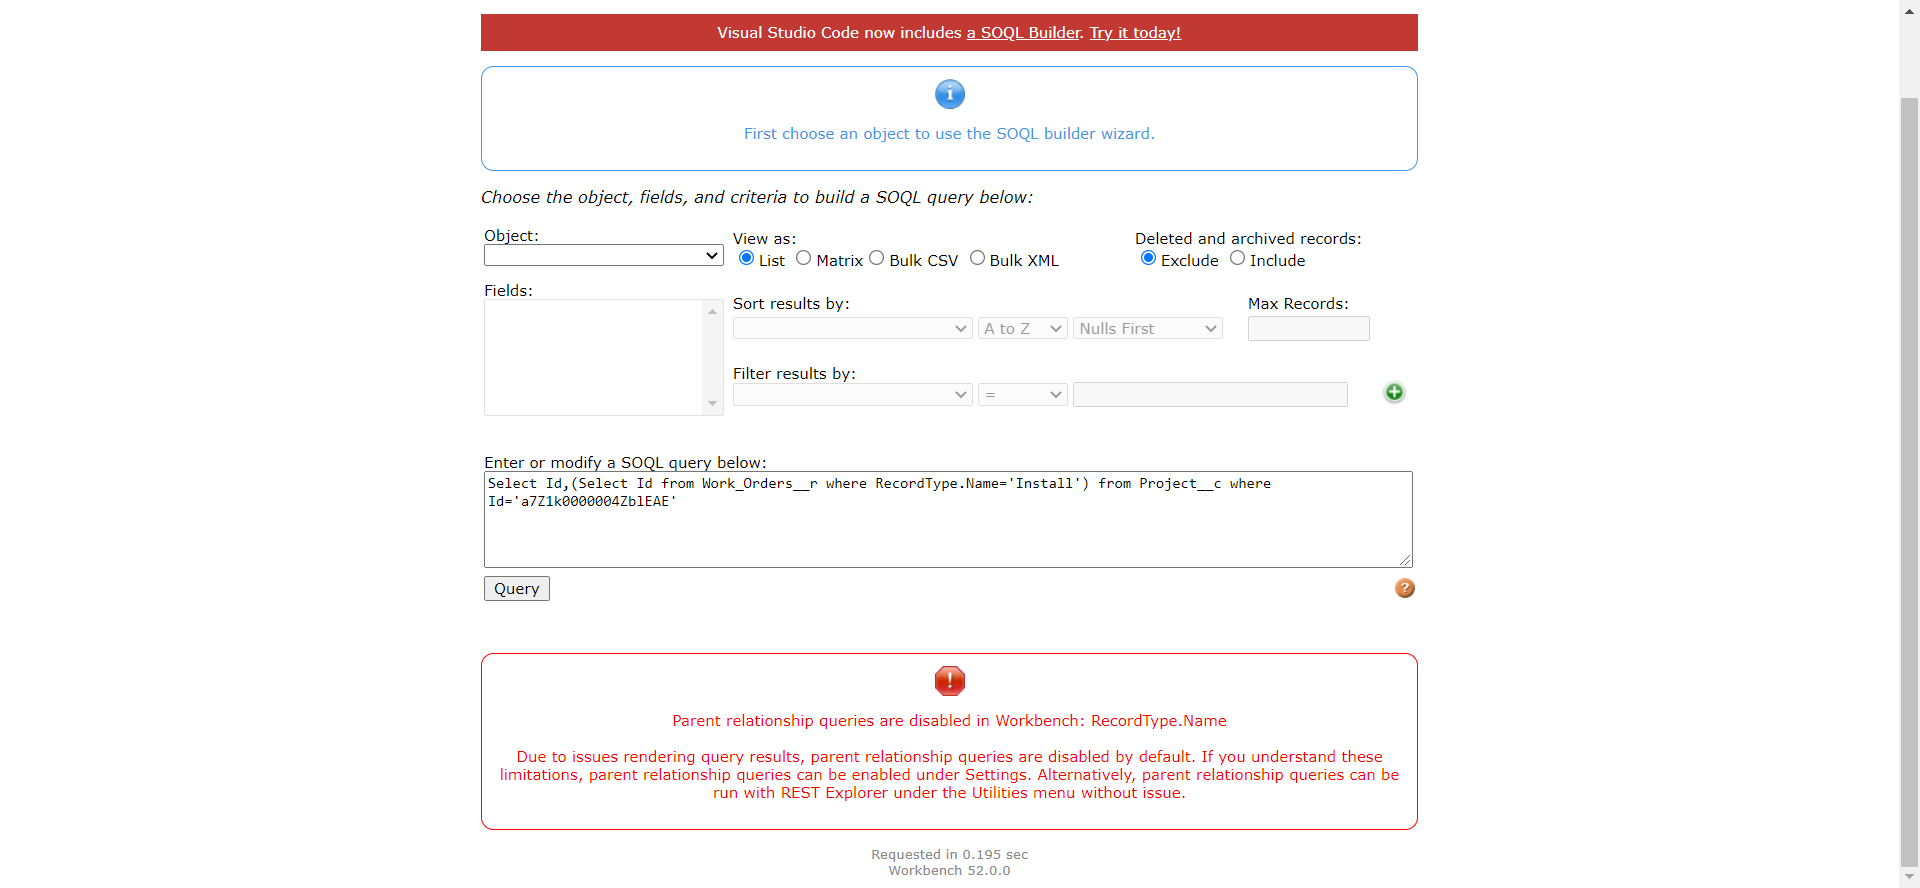 Visual Studio Code now includes a SOQL Builder. Try it today!
First choose an object to use the SOQL builder wizard.
Choose the object, fields, and criteria to build a SOQL query below:
Object:
View as:
List Matrix Bulk CSV Bulk XML
Deleted and archived records:
Exclude Include
Fields:
Sort results by:
A to Z
Nulls First
Max Records:
Filter results by:
=
Enter or modify a SOQL query below:
Select Id,(Select Id from Work_Orders__r where RecordType.Name='Install') from Project__c where
Id='a7Z1k0000004ZblEAE'
Query
Parent relationship queries are disabled in Workbench: RecordType.Name
Due to issues rendering query results, parent relationship queries are disabled by default. If you understand these
limitations, parent relationship queries can be enabled under Settings. Alternatively, parent relationship queries can be
run with REST Explorer under the Utilities menu without issue.
Requested in 0.195 sec
Workbench 52.0.0